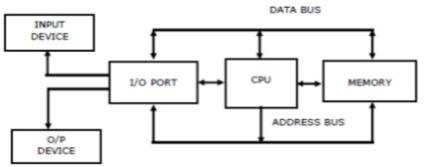 DATA BUS
INPUT
DEVICE
I/O PORT
CPU
MEMORY
ADDRESS BUS
O/P
DEVICE